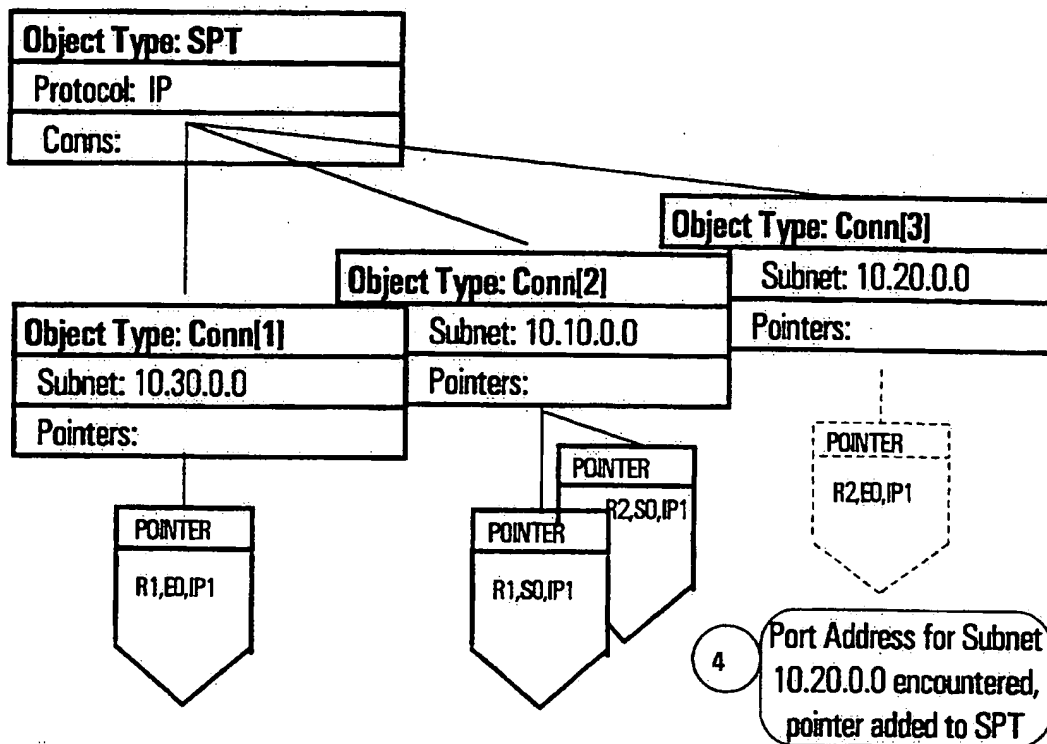 Object Type: SPT
Protocol: IP
Conns:
Object Type: Conn[3]
Subnet: 10.20.0.0
Pointers:
Object Type: Conn[2]
Subnet: 10.10.0.0
Pointers:
Object Type: Conn[1]
Subnet: 10.30.0.0
Pointers:
POINTER
R1,E0,IP1
POINTER
R1,S0,IP1
POINTER
R2,S0,IP1
POINTER
R2,E0,IP1
4
Port Address for Subnet
10.20.0.0 encountered,
pointer added to SPT